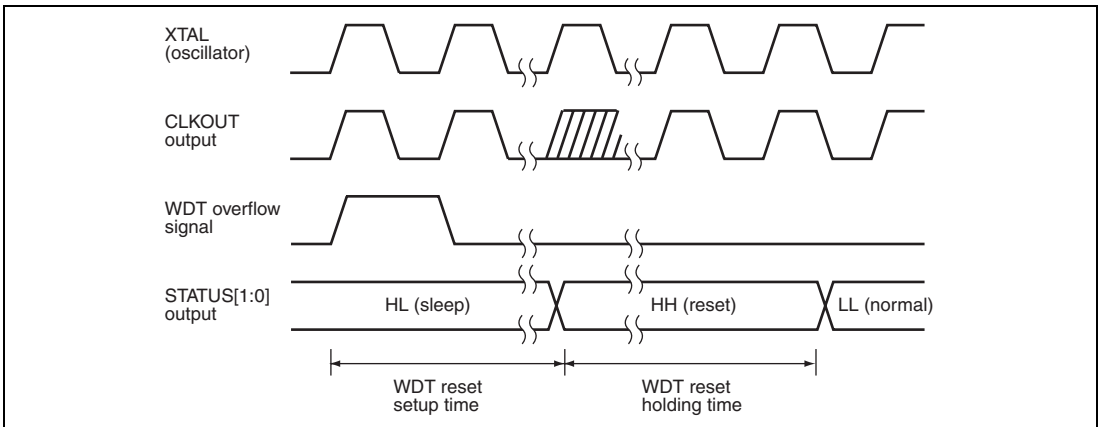 XTAL
(oscillator)
CLKOUT
output
WDT overflow
signal
STATUS[1:0]
output
HL (sleep)
HH (reset)
LL (normal)
WDT reset
setup time
WDT reset
holding time